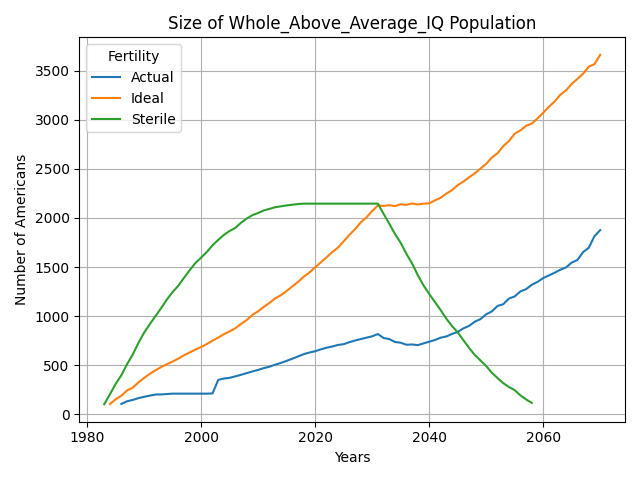 Size of Whole_Above_Average_IQ Population
Fertility
Actual
Ideal
Sterile
Number of Americans
3500
3000
2500
2000
1500
1000
500
0
1980
2000
2020
2040
2060
Years